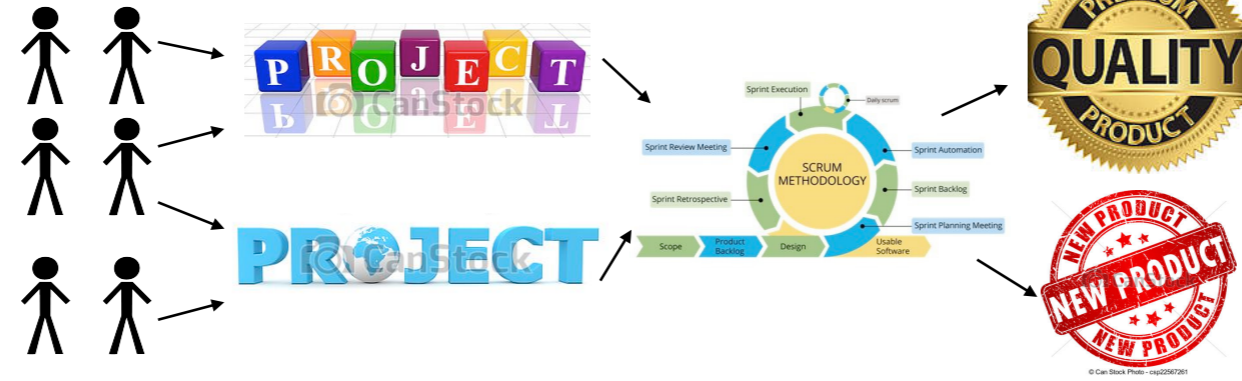 PROJECT
CanStock
PROJECT
CanStock
Sprint Execution
Daily scrum
Sprint Review Meeting
Sprint Automation
SCRUM
METHODOLOGY
Sprint Retrospective
Sprint Backlog
Sprint Planning Meeting
Scope
Product
Backlog
Design
Usable
Software
PREMIUM
QUALITY
PRODUCT
NEW PRODUCT
NEW PRODUCT
NEW PRODUCT
© Can Stock Photo - csp22567261